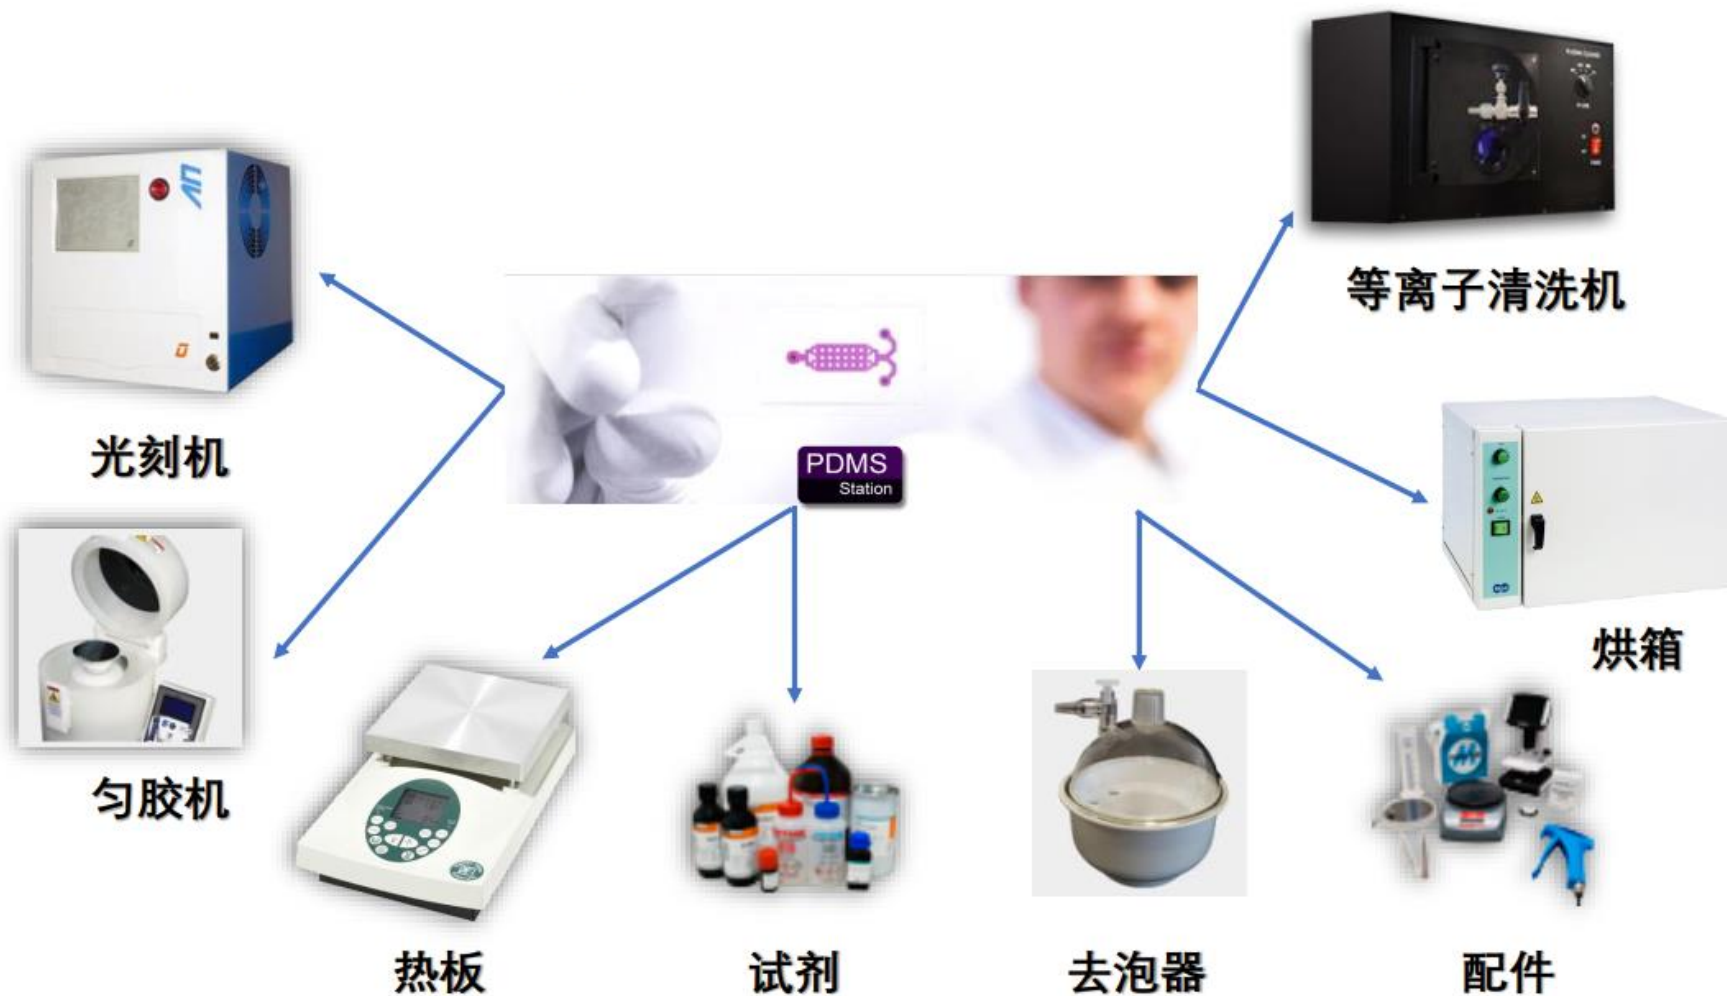 UV
等离子清洗机
光刻机
PDMS
Station
烘箱
匀胶机
热板
试剂
去泡器
配件